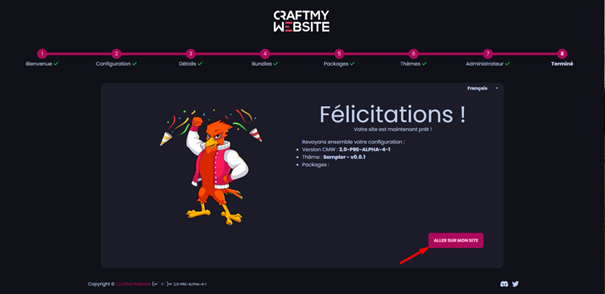 CRAFTMY
WEBSITE
1 2 3 4 5 6 7 8
Bienvenue ✓ Configuration ✓ Détails ✓ Bundles ✓ Packages ✓ Thèmes ✓ Administrateur ✓ Terminé
Français
Félicitations !
Votre site est maintenant prêt !
Revoyons ensemble votre configuration :
• Version CMW : 2.0-PRE-ALPHA-4-1
• Thème : Sampler - v0.0.1
• Packages :
ALLER SUR MON SITE
Copyright © CraftMyWebsite 2.0-PRE-ALPHA-4-1